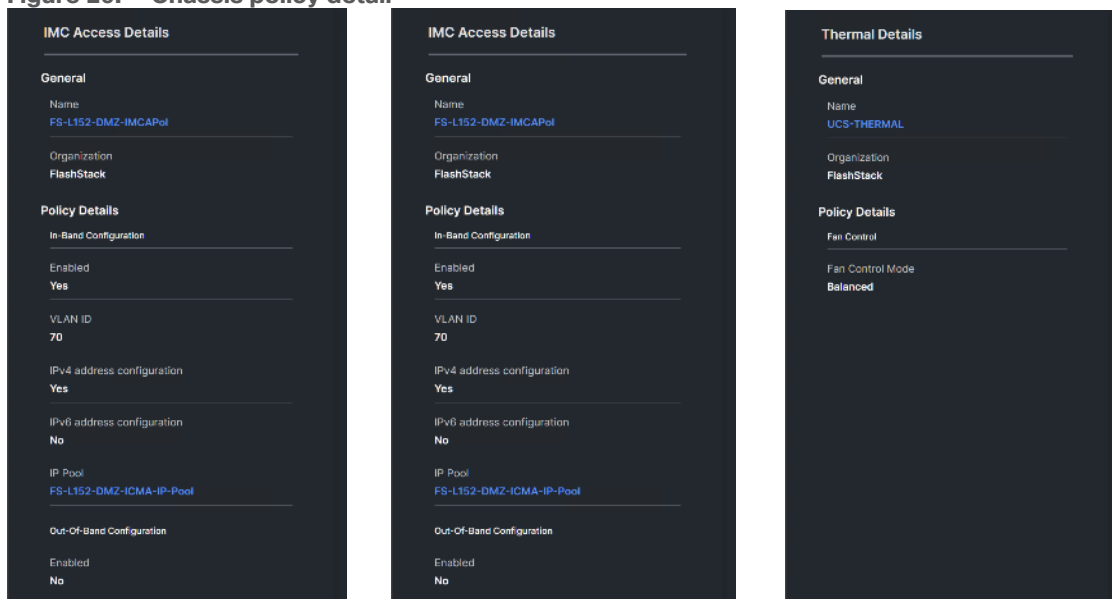 IMC Access Details
General
Name
FS-L152-DMZ-IMCAPol
Organization
FlashStack
Policy Details
In-Band Configuration
Enabled
Yes
VLAN ID
70
IPv4 address configuration
Yes
IPv6 address configuration
No
IP Pool
FS-L152-DMZ-ICMA-IP-Pool
Out-Of-Band Configuration
Enabled
No
IMC Access Details
General
Name
FS-L152-DMZ-IMCAPol
Organization
FlashStack
Policy Details
In-Band Configuration
Enabled
Yes
VLAN ID
70
IPv4 address configuration
Yes
IPv6 address configuration
No
IP Pool
FS-L152-DMZ-ICMA-IP-Pool
Out-Of-Band Configuration
Enabled
No
Thermal Details
General
Name
UCS-THERMAL
Organization
FlashStack
Policy Details
Fan Control
Fan Control Mode
Balanced